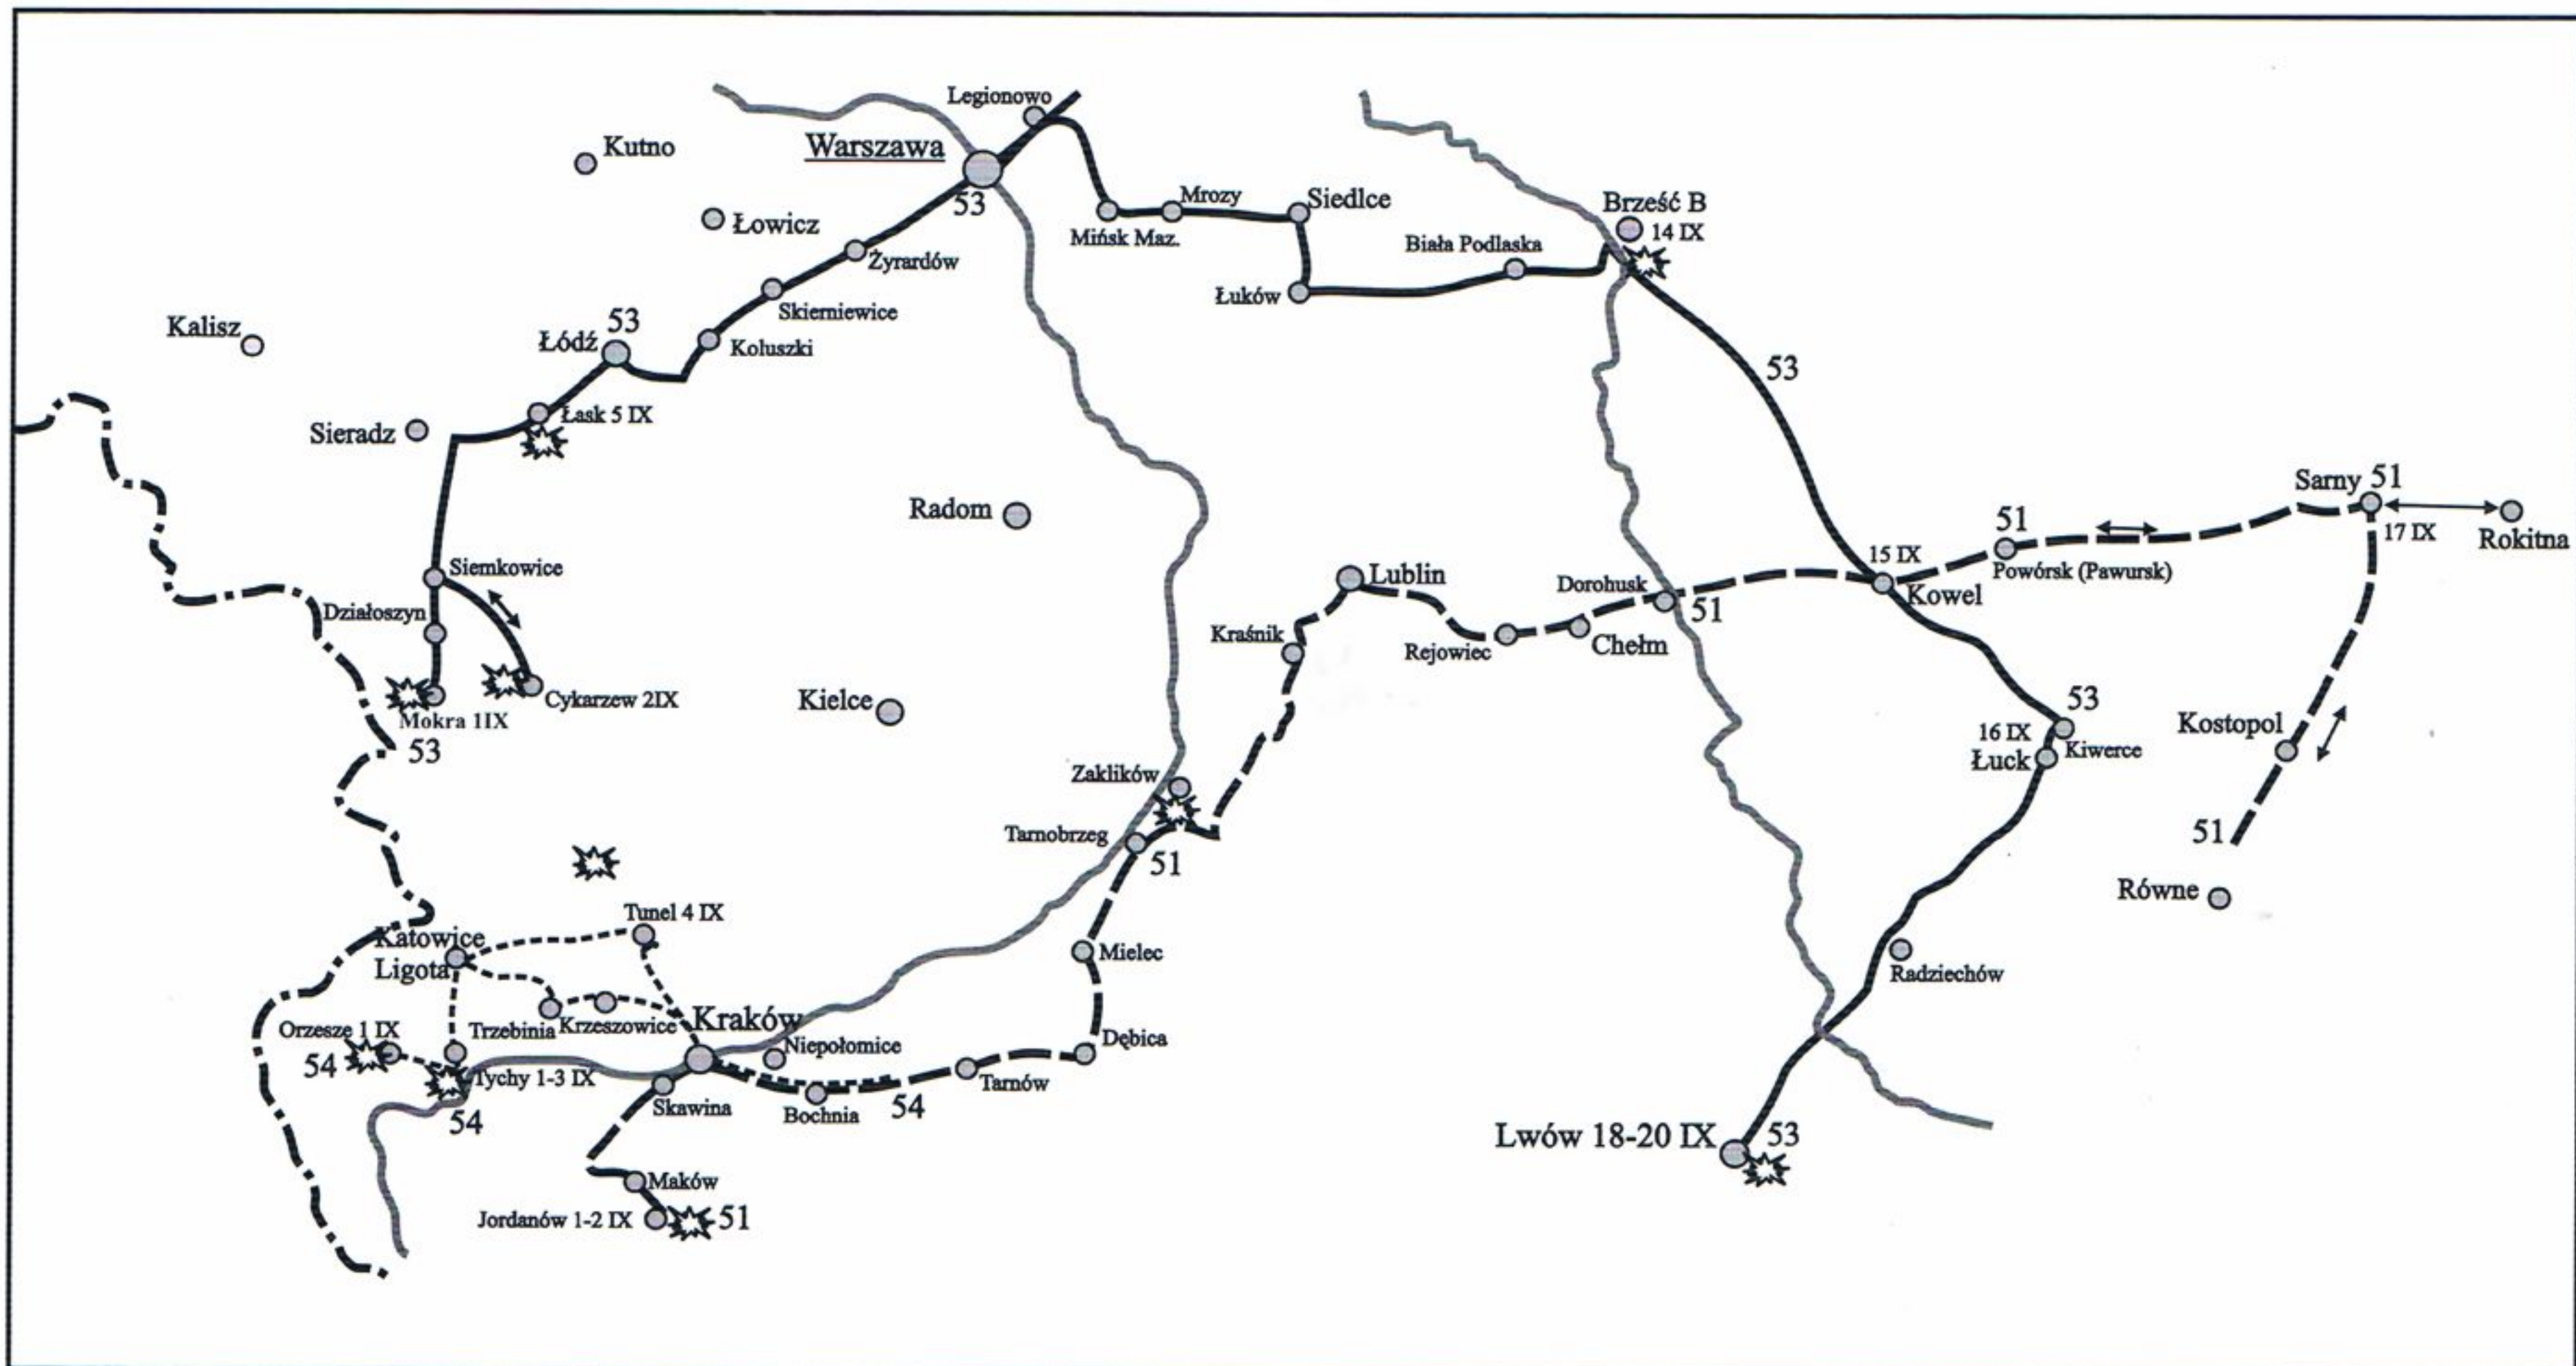 Legionowo
Kutno
Warszawa
53
Łowicz
Mrozy
Siedlce
Mińsk Maz.
Brześć B
14 IX
Biała Podlaska
Żyrardów
Łuków
Skierniewice
Kalisz
53
Łódź
Koluszki
53
Łask 5 IX
Sieradz
Sarny 51
17 IX
Rokitna
Radom
51
15 IX
Powórsk (Pawursk)
Siemkowice
Lublin
Dorohusk
51
Kowel
Działoszyn
Kraśnik
Rejowiec
Chełm
Cykarzew 2IX
Kielce
Mokra 1IX
53
53
16 IX
Kiwerce
Łuck
Kostopol
Zaklików
Tarnobrzeg
51
51
Równe
Tunel 4 IX
Katowice
Ligota
Mielec
Radziechów
Orzesze 1 IX
54
Trzebinia
Krzeszowice
Kraków
Niepołomice
Dębica
Tychy 1-3 IX
54
Skawina
Bochnia
54
Tarnów
Lwów 18-20 IX
53
Maków
Jordanów 1-2 IX
51